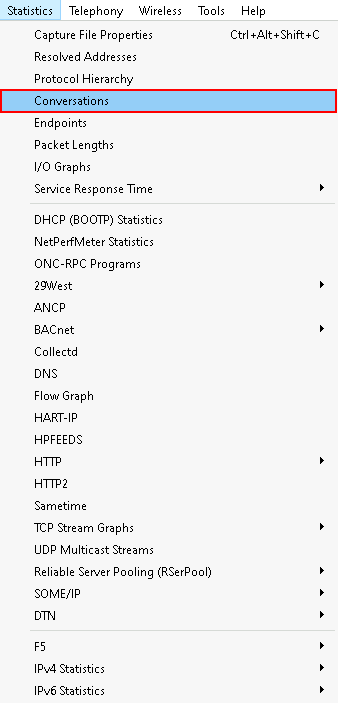 Statistics Telephony Wireless Tools Help
Capture File Properties Ctrl+Alt+Shift+C
Resolved Addresses
Protocol Hierarchy
Conversations
Endpoints
Packet Lengths
I/O Graphs
Service Response Time
DHCP (BOOTP) Statistics
NetPerfMeter Statistics
ONC-RPC Programs
29West
ANCP
BACnet
Collectd
DNS
Flow Graph
HART-IP
HPFEEDS
HTTP
HTTP2
Sametime
TCP Stream Graphs
UDP Multicast Streams
Reliable Server Pooling (RSerPool)
SOME/IP
DTN
F5
IPv4 Statistics
IPv6 Statistics